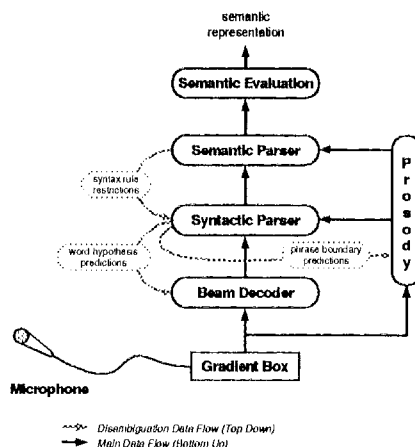 semantic
representation
Semantic Evaluation
Semantic Parser
Prosody
syntax rule
restrictions
Syntactic Parser
word hypothesis
predictions
phrase boundary
predictions
Beam Decoder
Gradient Box
Microphone
Disambiguation Data Flow (Top Down)
Main Data Flow (Bottom Up)